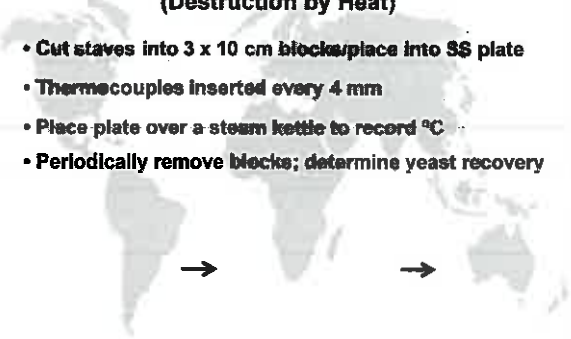 (Destruction by Heat)
• Cut staves into 3 x 10 cm blocks/place into SS plate
• Thermocouples inserted every 4 mm
• Place plate over a steam kettle to record ºC
• Periodically remove blocks; determine yeast recovery
→ →